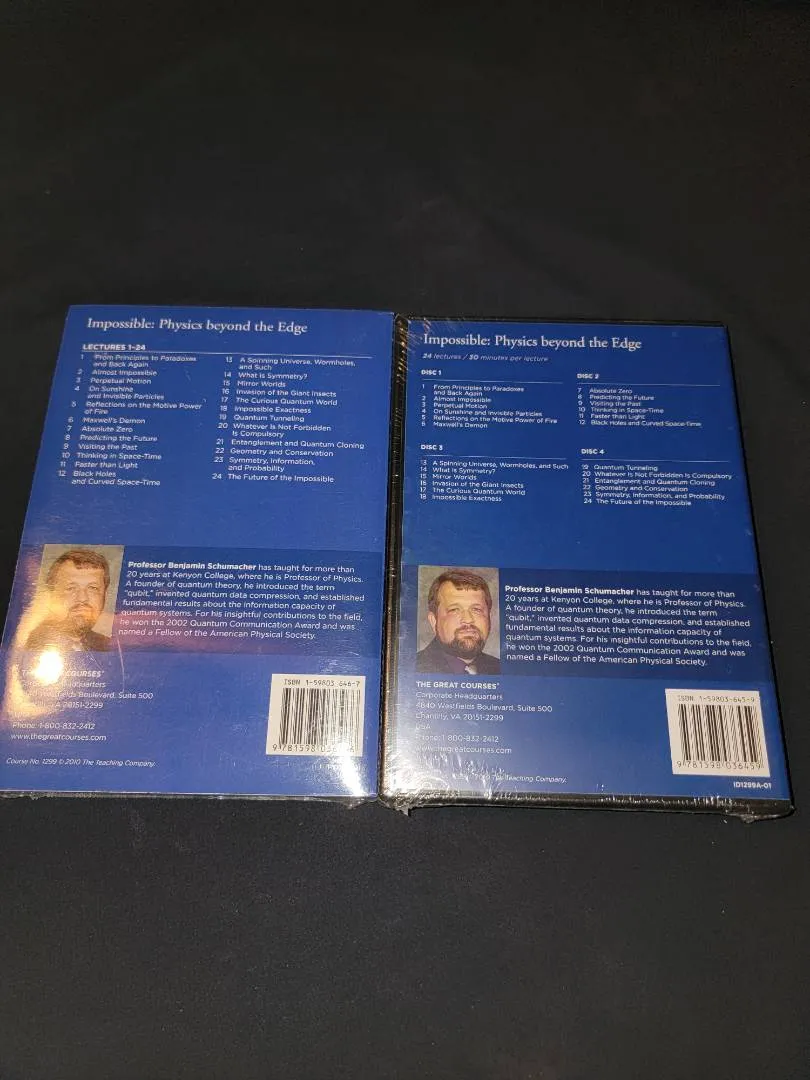 Impossible: Physics beyond the Edge
LECTURES 1-24
1 From Principles to Paradoxes
and Back Again
2 Almost Impossible
3 Perpetual Motion
4 On Sunshine
and Invisible Particles
5 Reflections on the Motive Power
of Fire
6 Maxwell's Demon
7 Absolute Zero
8 Predicting the Future
9 Visiting the Past
10 Thinking in Space-Time
11 Faster than Light
12 Black Holes
and Curved Space-Time
13 A Spinning Universe, Wormholes,
and Such
14 What Is Symmetry?
15 Mirror Worlds
16 Invasion of the Giant Insects
17 The Curious Quantum World
18 Impossible Exactness
19 Quantum Tunneling
20 Whatever Is Not Forbidden
Is Compulsory
21 Entanglement and Quantum Cloning
22 Geometry and Conservation
23 Symmetry, Information,
and Probability
24 The Future of the Impossible
Professor Benjamin Schumacher has taught for more than
20 years at Kenyon College, where he is Professor of Physics.
A founder of quantum theory, he introduced the term
"qubit," invented quantum data compression, and established
fundamental results about the information capacity of
quantum systems. For his insightful contributions to the field,
he won the 2002 Quantum Communication Award and was
named a Fellow of the American Physical Society.
THE GREAT COURSES®
Corporate Headquarters
Westfields Boulevard, Suite 500
VA 20151-2299
Phone: 1-800-832-2412
www.thegreatcourses.com
Course No. 1299 © 2010 The Teaching Company.
ISBN 1-59803-646-7
Impossible: Physics beyond the Edge
24 lectures / 30 minutes per lecture
DISC 1
1 From Principles to Paradoxes
and Back Again
2 Almost Impossible
3 Perpetual Motion
4 On Sunshine and Invisible Particles
5 Reflections on the Motive Power of Fire
6 Maxwell's Demon
DISC 2
7 Absolute Zero
8 Predicting the Future
9 Visiting the Past
10 Thinking in Space-Time
11 Faster than Light
12 Black Holes and Curved Space-Time
DISC 3
13 A Spinning Universe, Wormholes, and Such
14 What Is Symmetry?
15 Mirror Worlds
16 Invasion of the Giant Insects
17 The Curious Quantum World
18 Impossible Exactness
DISC 4
19 Quantum Tunneling
20 Whatever Is Not Forbidden Is Compulsory
21 Entanglement and Quantum Cloning
22 Geometry and Conservation
23 Symmetry, Information, and Probability
24 The Future of the Impossible
Professor Benjamin Schumacher has taught for more than
20 years at Kenyon College, where he is Professor of Physics.
A founder of quantum theory, he introduced the term
"qubit," invented quantum data compression, and established
fundamental results about the information capacity of
quantum systems. For his insightful contributions to the field,
he won the 2002 Quantum Communication Award and was
named a Fellow of the American Physical Society.
THE GREAT COURSES®
Corporate Headquarters
4840 Westfields Boulevard, Suite 500
Chantilly, VA 20151-2299
USA
Phone: 1-800-832-2412
www.thegreatcourses.com
The Teaching Company.
ISBN 1-59803-645-9
9 781598 036459
ID1299A-01